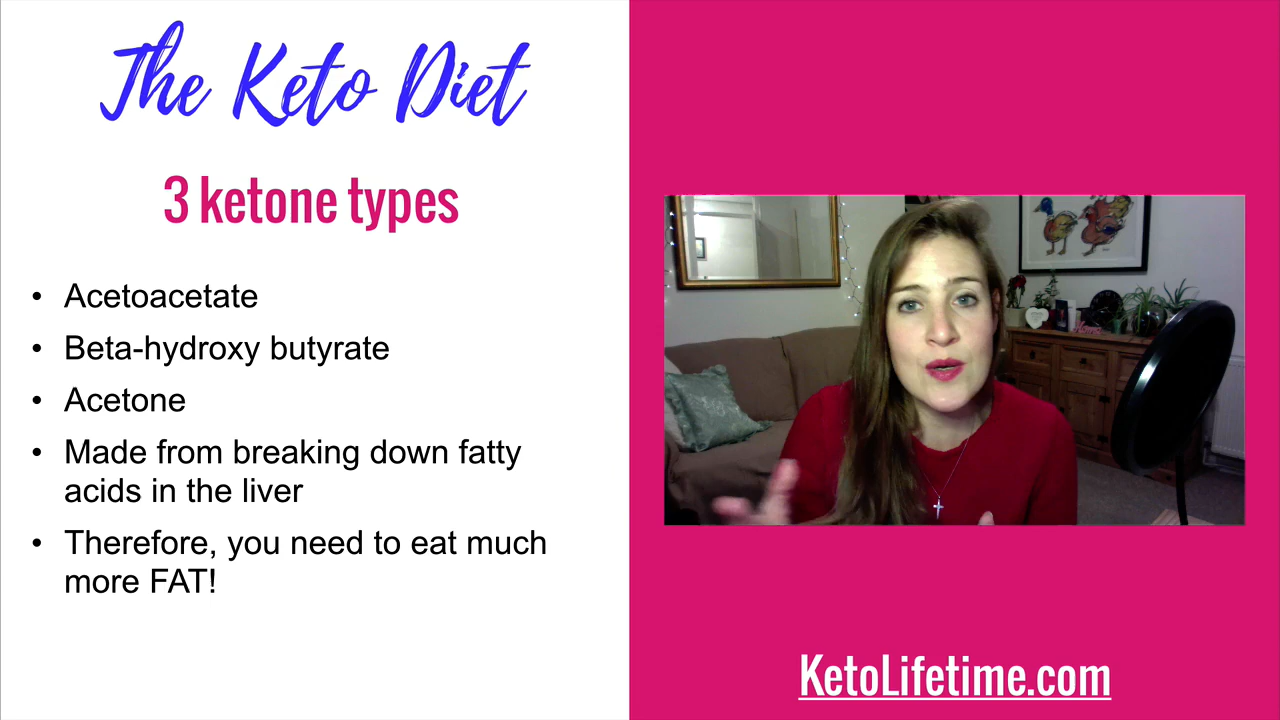 The Keto Diet
3 ketone types
• Acetoacetate
• Beta-hydroxy butyrate
• Acetone
• Made from breaking down fatty
acids in the liver
• Therefore, you need to eat much
more FAT!
KetoLifetime.com